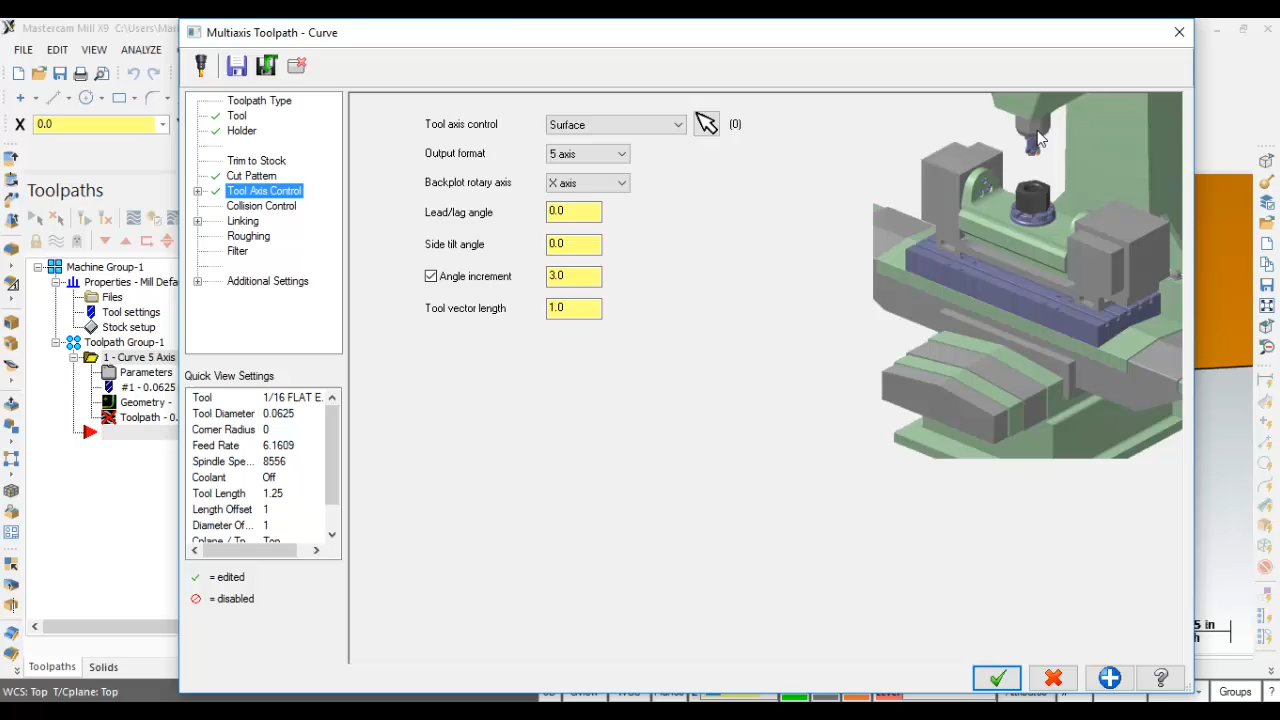 Mastercam Mill X9 C:\Users\Mar
Multiaxis Toolpath - Curve
FILE EDIT VIEW ANALYZE
X 0.0
Toolpaths
Machine Group-1
Properties - Mill Defa
Files
Tool settings
Stock setup
Toolpath Group-1
1 - Curve 5 Axis
Parameters
#1 - 0.0625
Geometry -
Toolpath - 0.
Toolpaths Solids
WCS: Top T/Cplane: Top
Toolpath Type
Tool
Holder
Trim to Stock
Cut Pattern
Tool Axis Control
Collision Control
Linking
Roughing
Filter
Additional Settings
Quick View Settings
Tool 1/16 FLAT E.
Tool Diameter 0.0625
Corner Radius 0
Feed Rate 6.1609
Spindle Spe... 8556
Coolant Off
Tool Length 1.25
Length Offset 1
Diameter Of... 1
Cplane / Tp... Top
= edited
= disabled
Tool axis control Surface (0)
Output format 5 axis
Backplot rotary axis X axis
Lead/lag angle 0.0
Side tilt angle 0.0
Angle increment 3.0
Tool vector length 1.0
5 in
Groups ?